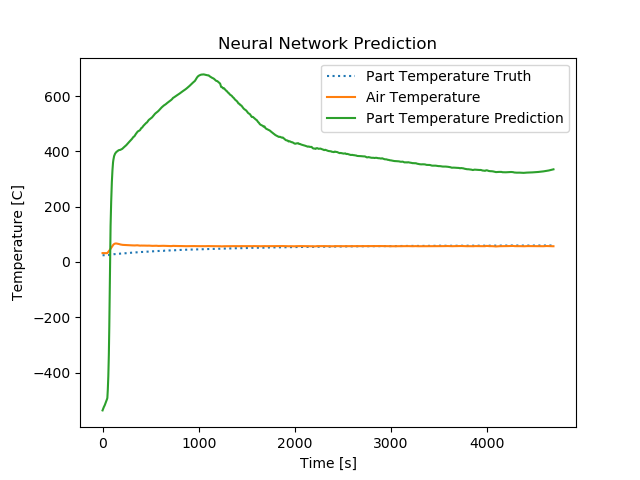 Neural Network Prediction
Part Temperature Truth
Air Temperature
Part Temperature Prediction
Temperature [C]
600
400
200
0
−200
−400
0 1000 2000 3000 4000
Time [s]